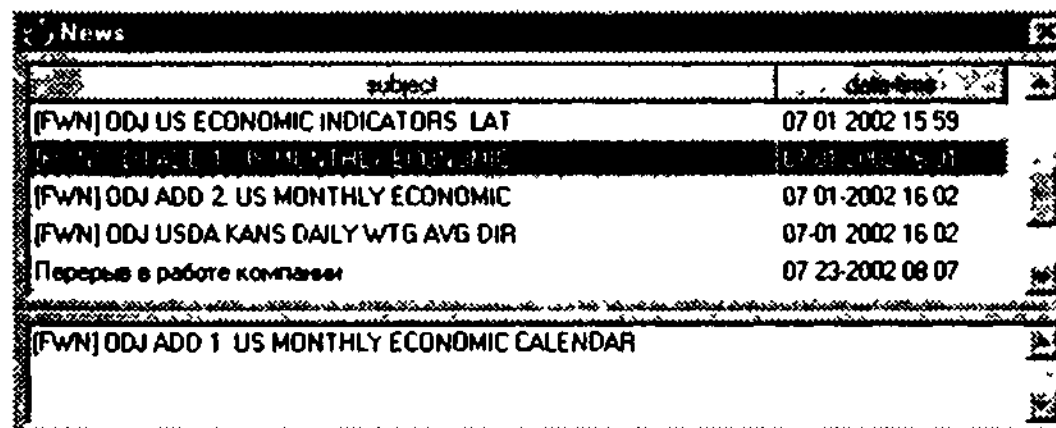 News
subject date-time
[FWN] ODJ US ECONOMIC INDICATORS LAT 07 01 2002 15 59
[FWN] ODJ ADD 2. US MONTHLY ECONOMIC 07 01-2002 16 02
[FWN] ODJ USDA KANS DAILY WTG AVG DIR 07-01 2002 16 02
Перерыв в работе компании 07 23-2002 08 07
[FWN] ODJ ADD 1 US MONTHLY ECONOMIC CALENDAR